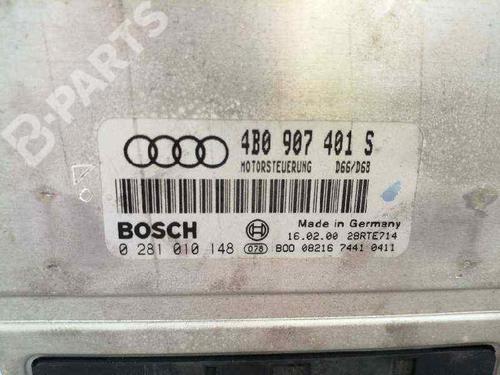 B-PARTS
4B0 907 401 S
MOTORSTEUERUNG D66/D6B
BOSCH
Made in Germany
16.02.00 28RTE714
0 281 010 148 078 B00 08216 7441 0411